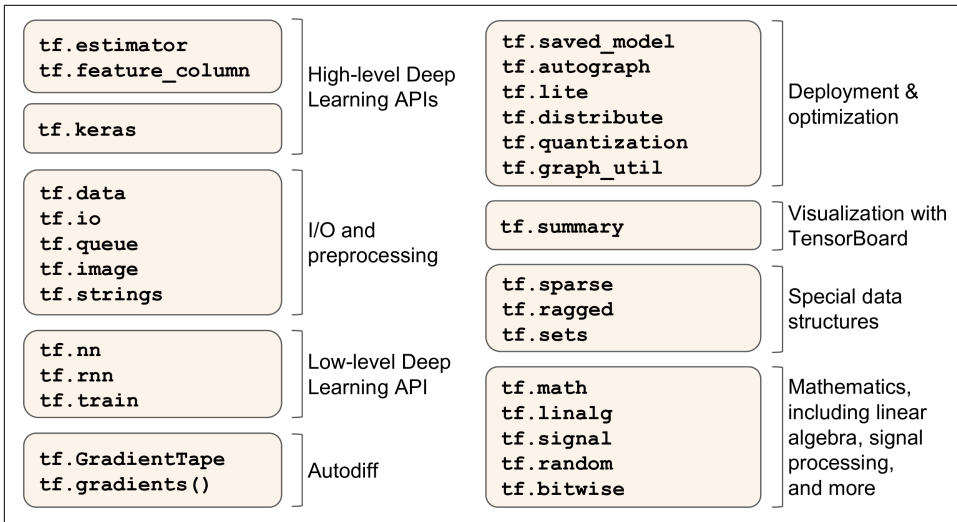 tf.estimator
tf.feature_column
tf.keras
High-level Deep
Learning APIs
tf.data
tf.io
tf.queue
tf.image
tf.strings
I/O and
preprocessing
tf.nn
tf.rnn
tf.train
Low-level Deep
Learning API
tf.GradientTape
tf.gradients()
Autodiff
tf.saved_model
tf.autograph
tf.lite
tf.distribute
tf.quantization
tf.graph_util
Deployment &
optimization
tf.summary
Visualization with
TensorBoard
tf.sparse
tf.ragged
tf.sets
Special data
structures
tf.math
tf.linalg
tf.signal
tf.random
tf.bitwise
Mathematics,
including linear
algebra, signal
processing,
and more